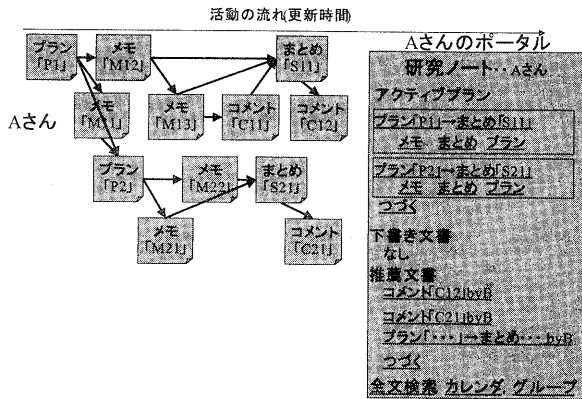 活動の流れ(更新時間)
Aさんのポータル
プラン
「P1」
メモ
「M12」
まとめ
「S11」
メモ
「M11」
メモ
「M13」
コメント
「C11」
コメント
「C12」
Aさん
プラン
「P2」
メモ
「M22」
まとめ
「S21」
メモ
「M21」
コメント
「C21」
研究ノート‥Aさん
アクティブプラン
プラン「P1」→まとめ「S11」
メモ まとめ プラン
プラン「P2」→まとめ「S21」
メモ まとめ プラン
つづく
下書き文書
なし
推薦文書
コメント「C12」byB
コメント「C21」byB
プラン「・・・」→まとめ・・・byB
つづく
全文検索 カレンダ, グループ